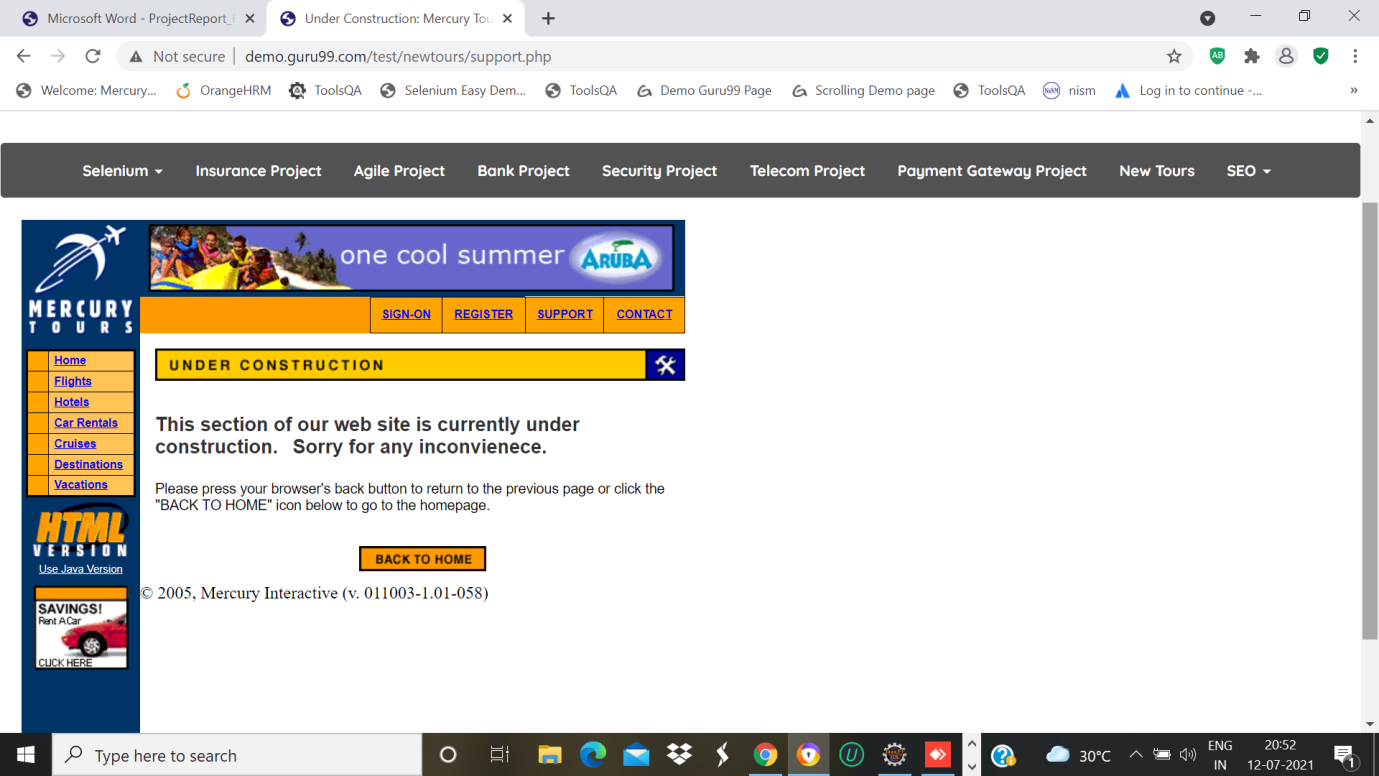 Microsoft Word - ProjectReport_
Under Construction: Mercury Tou
Not secure
demo.guru99.com/test/newtours/support.php
AB
Welcome: Mercury...
OrangeHRM
ToolsQA
Selenium Easy Dem...
ToolsQA
Demo Guru99 Page
Scrolling Demo page
ToolsQA
nism
Log in to continue -...
»
Selenium
Insurance Project
Agile Project
Bank Project
Security Project
Telecom Project
Payment Gateway Project
New Tours
SEO
MERCURY
TOURS
one cool summer
ARUBA
SIGN-ON
REGISTER
SUPPORT
CONTACT
Home
Flights
Hotels
Car Rentals
Cruises
Destinations
Vacations
HTML
VERSION
Use Java Version
SAVINGS!
Rent A Car
CLICK HERE
UNDER CONSTRUCTION
This section of our web site is currently under
construction. Sorry for any inconvienece.
Please press your browser's back button to return to the previous page or click the
"BACK TO HOME" icon below to go to the homepage.
BACK TO HOME
© 2005, Mercury Interactive (v. 011003-1.01-058)
Type here to search
30°C
ENG
IN
20:52
12-07-2021
1